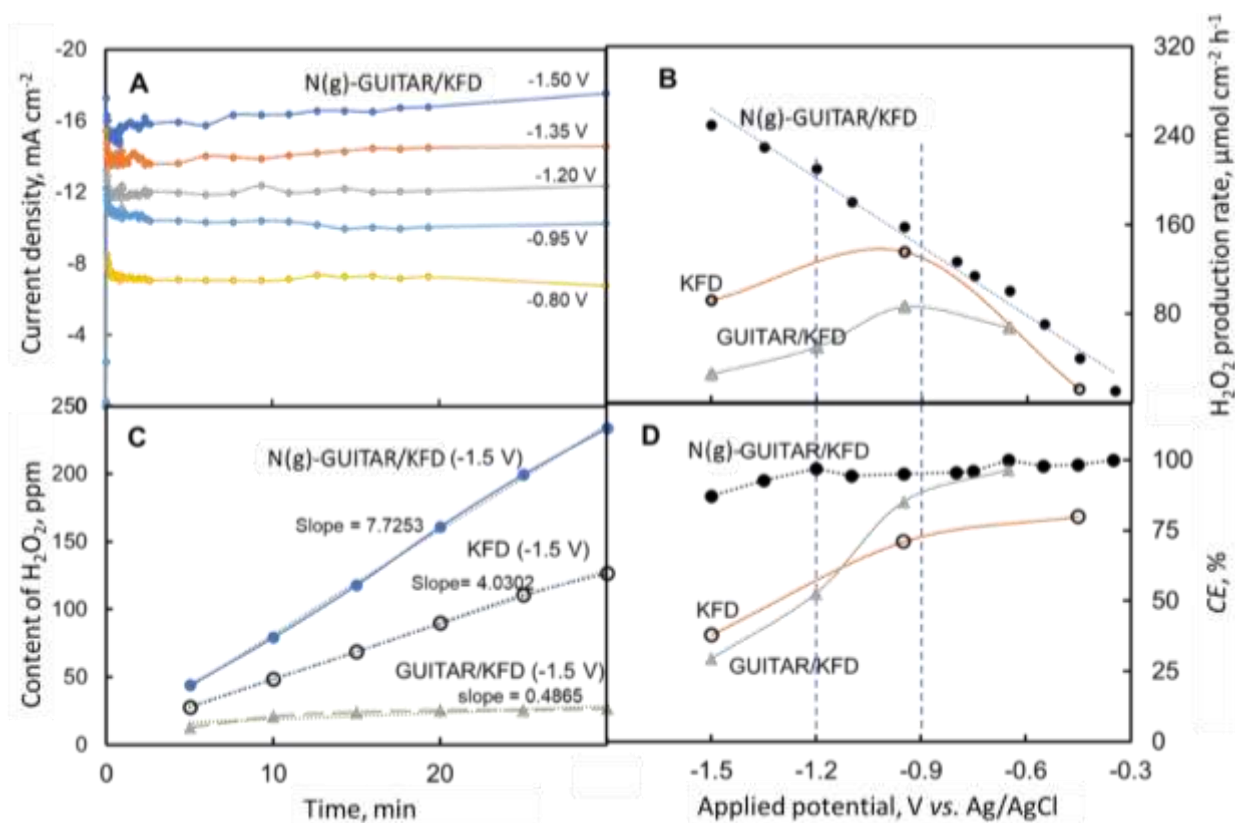 A
N(g)-GUITAR/KFD
-1.50 V
-1.35 V
-1.20 V
-0.95 V
-0.80 V
Current density, mA cm⁻²
-20
-16
-12
-8
-4
B
N(g)-GUITAR/KFD
KFD
GUITAR/KFD
320
240
160
80
H₂O₂ production rate, µmol cm⁻² h⁻¹
C
N(g)-GUITAR/KFD (-1.5 V)
Slope = 7.7253
KFD (-1.5 V)
Slope= 4.0302
GUITAR/KFD (-1.5 V)
slope = 0.4865
Content of H₂O₂, ppm
250
200
150
100
50
0
0
10
20
Time, min
D
N(g)-GUITAR/KFD
KFD
GUITAR/KFD
100
75
50
25
0
CE, %
-1.5
-1.2
-0.9
-0.6
-0.3
Applied potential, V vs. Ag/AgCl